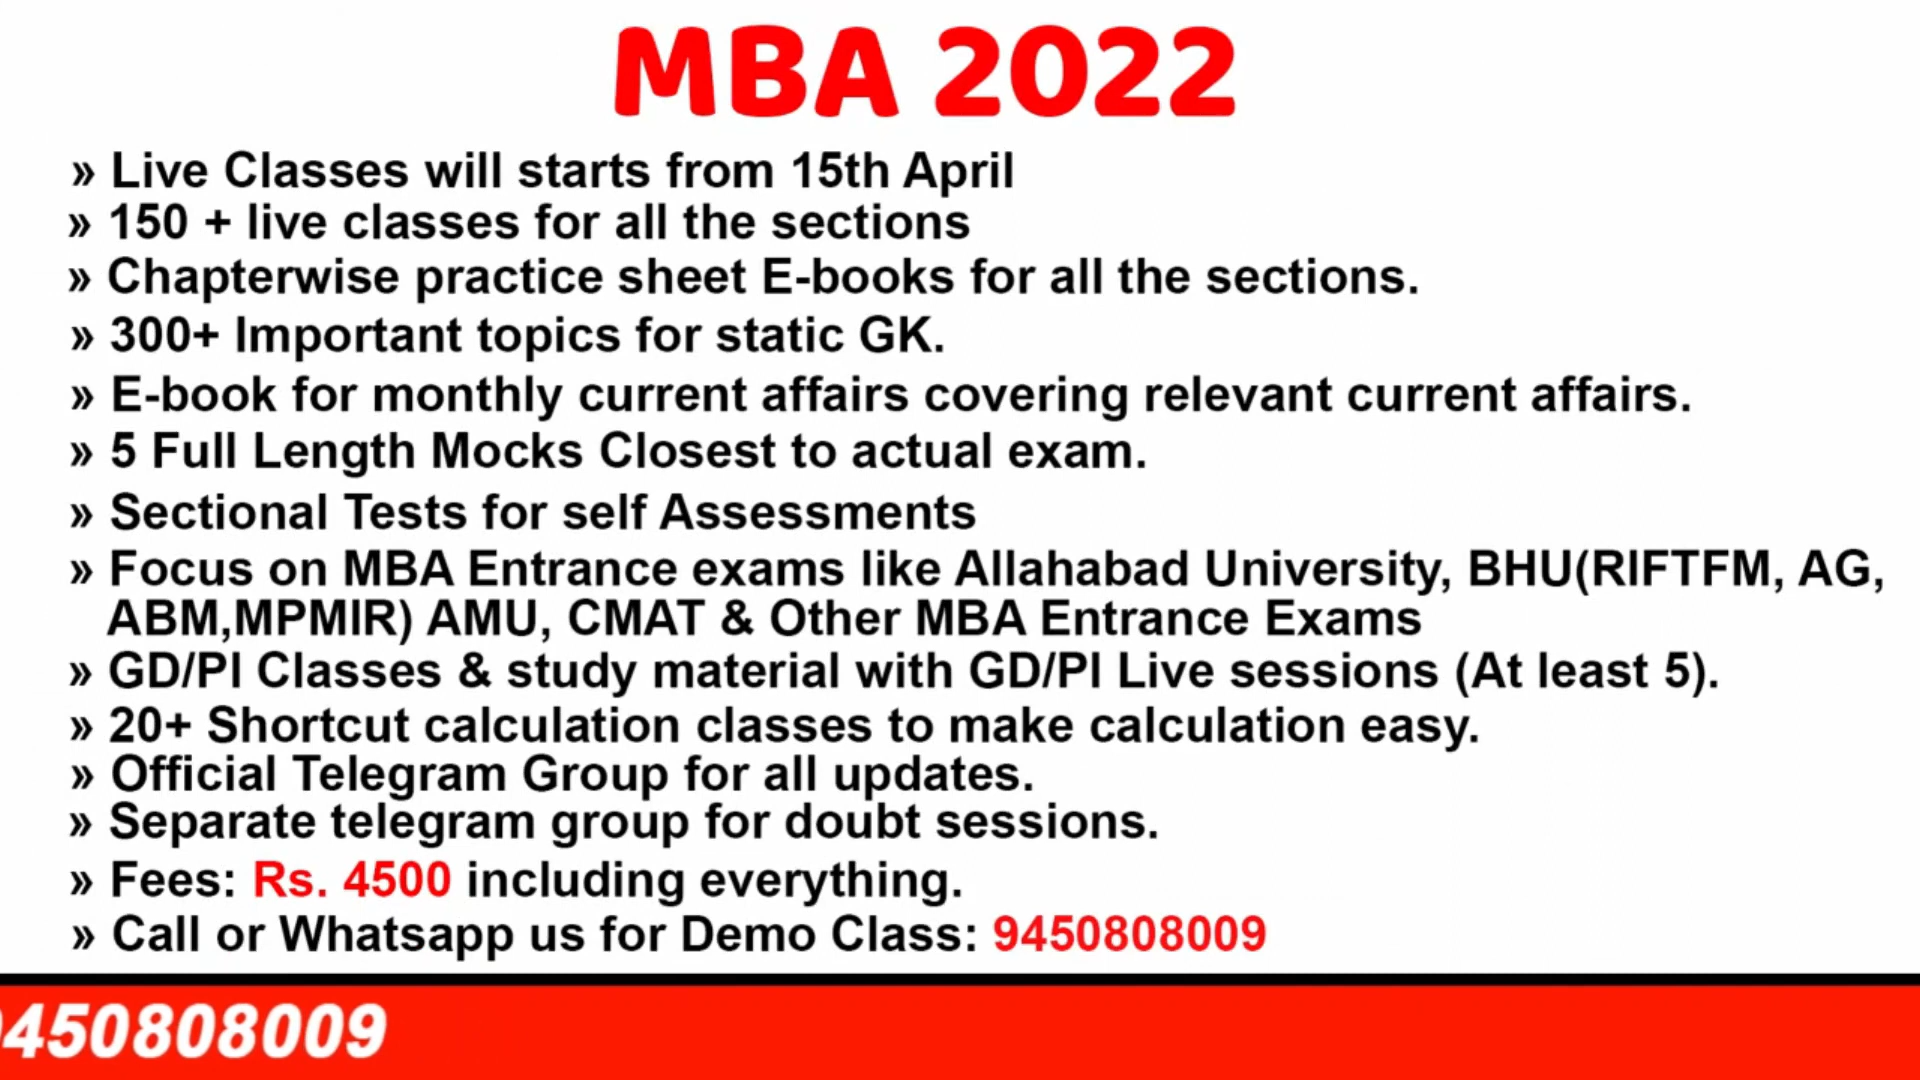 MBA 2022
» Live Classes will starts from 15th April
» 150 + live classes for all the sections
» Chapterwise practice sheet E-books for all the sections.
» 300+ Important topics for static GK.
» E-book for monthly current affairs covering relevant current affairs.
» 5 Full Length Mocks Closest to actual exam.
» Sectional Tests for self Assessments
» Focus on MBA Entrance exams like Allahabad University, BHU(RIFTFM, AG,
ABM,MPMIR) AMU, CMAT & Other MBA Entrance Exams
» GD/PI Classes & study material with GD/PI Live sessions (At least 5).
» 20+ Shortcut calculation classes to make calculation easy.
» Official Telegram Group for all updates.
» Separate telegram group for doubt sessions.
» Fees: Rs. 4500 including everything.
» Call or Whatsapp us for Demo Class: 9450808009
9450808009